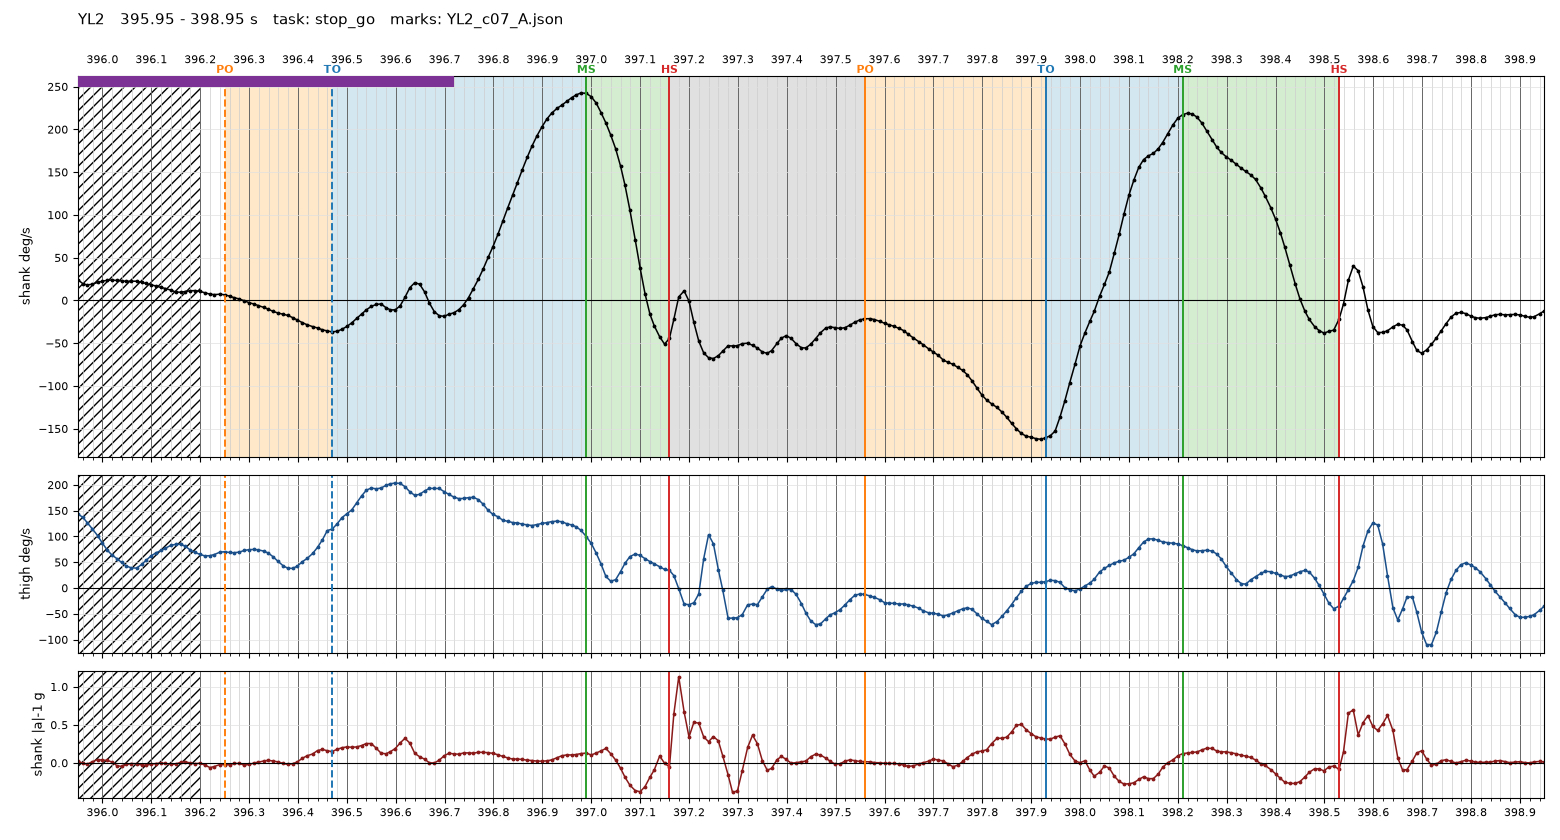 YL2 395.95 - 398.95 s task: stop_go marks: YL2_c07_A.json
396.0 396.1 396.2 396.3 396.4 396.5 396.6 396.7 396.8 396.9 397.0 397.1 397.2 397.3 397.4 397.5 397.6 397.7 397.8 397.9 398.0 398.1 398.2 398.3 398.4 398.5 398.6 398.7 398.8 398.9
PO TO MS HS PO TO MS HS
250
200
150
100
50
0
−50
−100
−150
shank deg/s
200
150
100
50
0
−50
−100
thigh deg/s
1.0
0.5
0.0
shank |a|-1 g
396.0 396.1 396.2 396.3 396.4 396.5 396.6 396.7 396.8 396.9 397.0 397.1 397.2 397.3 397.4 397.5 397.6 397.7 397.8 397.9 398.0 398.1 398.2 398.3 398.4 398.5 398.6 398.7 398.8 398.9